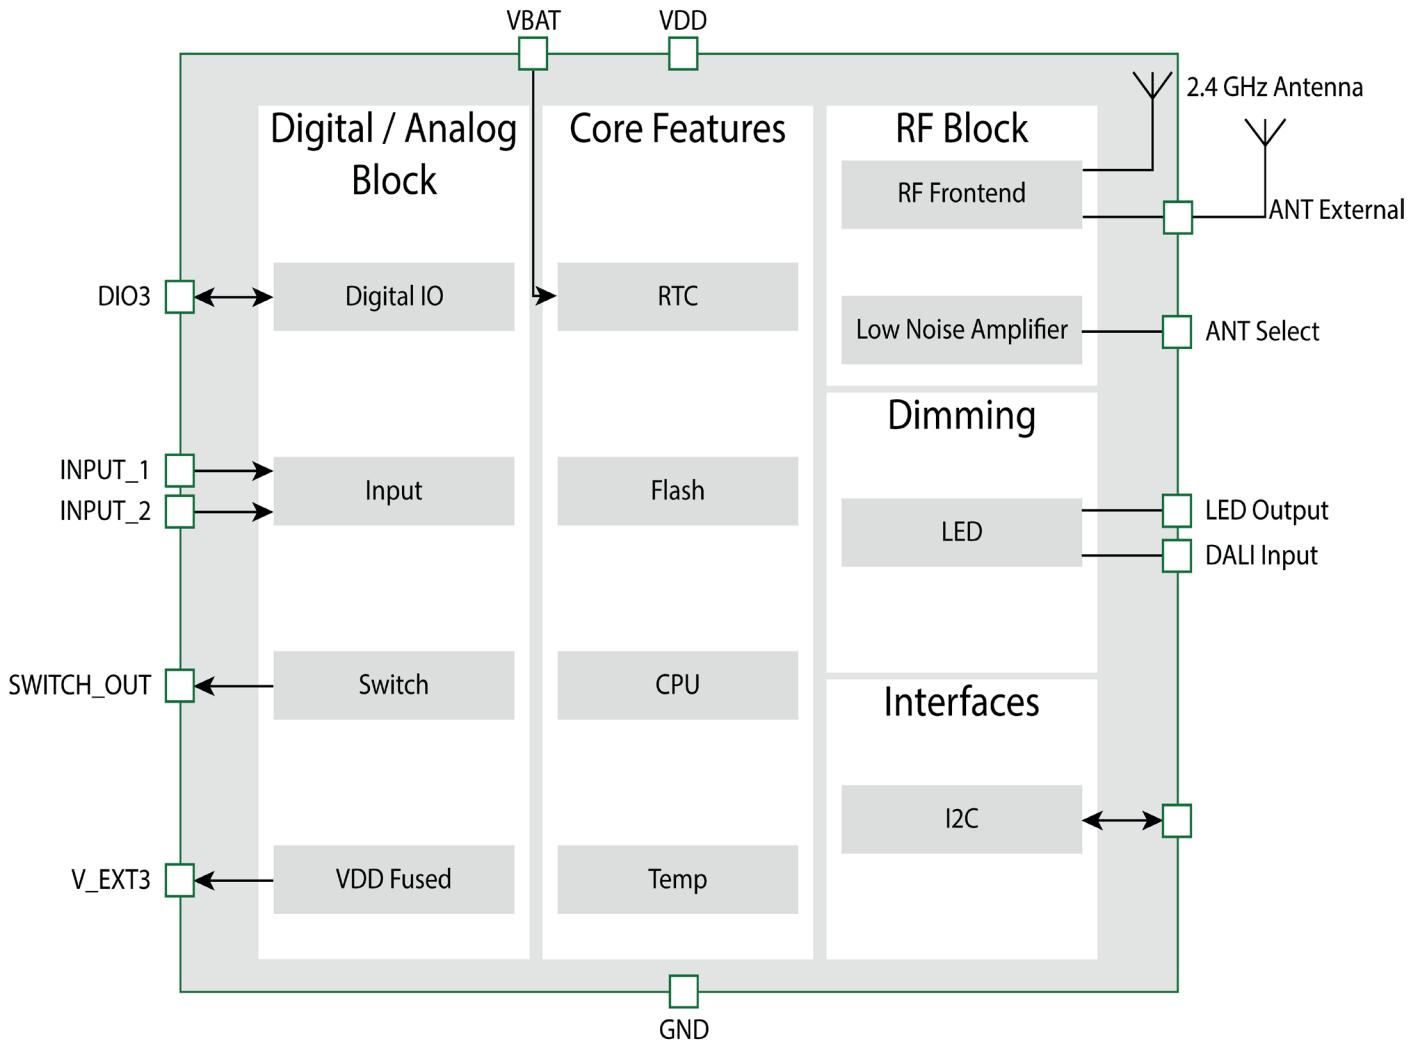 VBAT
VDD
2.4 GHz Antenna
Digital / Analog
Block
Core Features
RF Block
RF Frontend
ANT External
DIO3
Digital IO
RTC
Low Noise Amplifier
ANT Select
Dimming
INPUT_1
INPUT_2
Input
Flash
LED
LED Output
DALI Input
SWITCH_OUT
Switch
CPU
Interfaces
I2C
V_EXT3
VDD Fused
Temp
GND